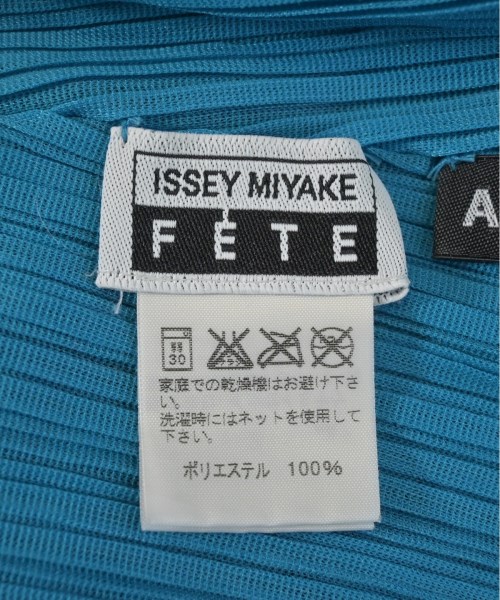 ISSEY MIYAKE
FÉTE
A
弱
30
家庭での乾燥機はお避け下さ
い。
洗濯時にはネットを使用して
下さい。
ポリエステル 100%